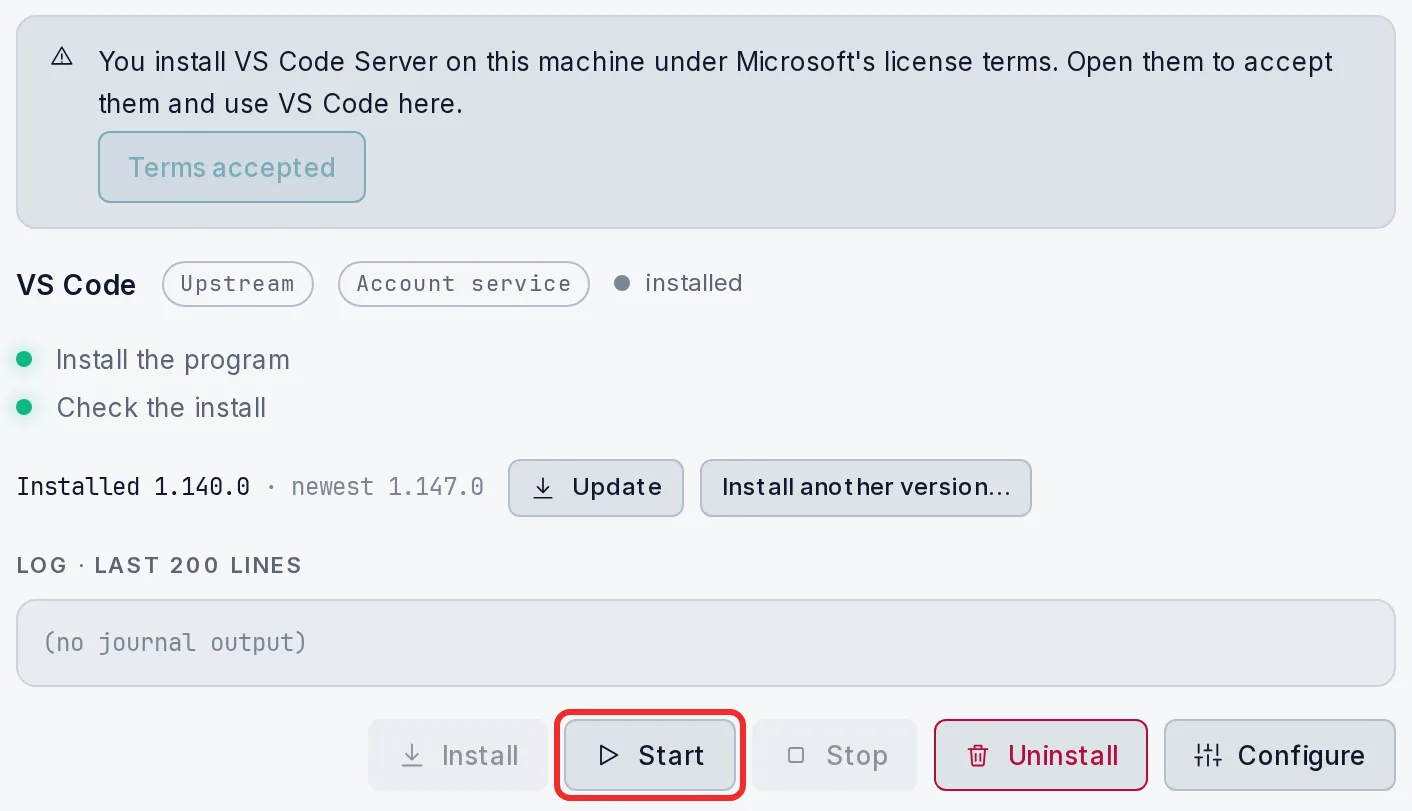 You install VS Code Server on this machine under Microsoft's license terms. Open them to accept
them and use VS Code here.
Terms accepted
VS Code Upstream Account service installed
Install the program
Check the install
Installed 1.140.0 · newest 1.147.0 Update Install another version...
LOG · LAST 200 LINES
(no journal output)
Install Start Stop Uninstall Configure